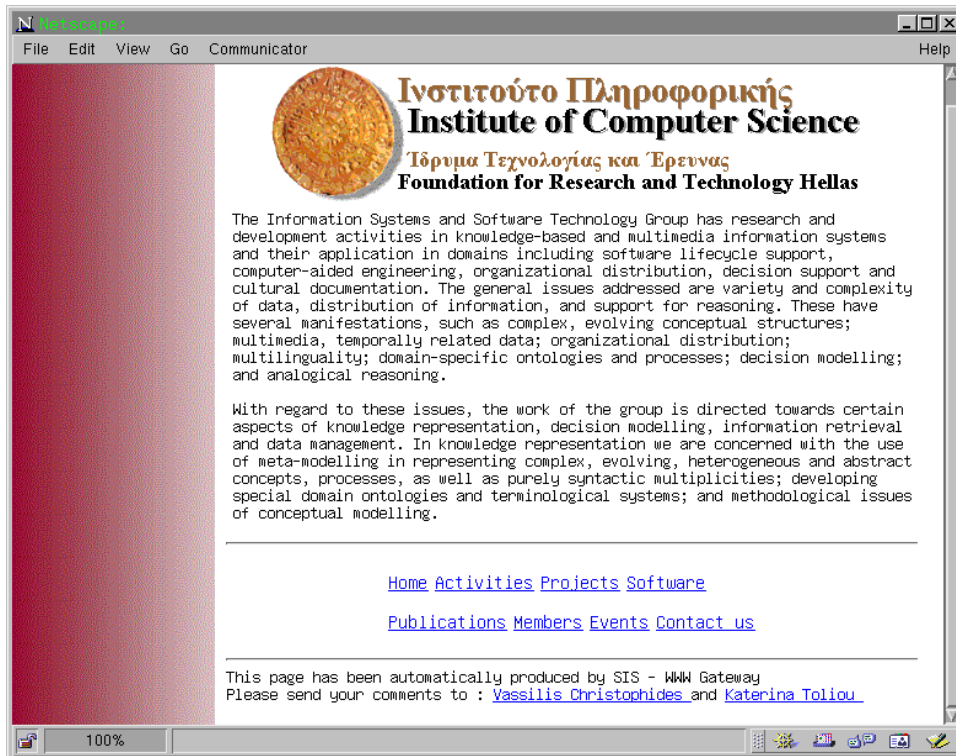 Netscape:
File Edit View Go Communicator Help
Ινστιτούτο Πληροφορικής
Institute of Computer Science
Ίδρυμα Τεχνολογίας και Έρευνας
Foundation for Research and Technology Hellas
The Information Systems and Software Technology Group has research and
development activities in knowledge-based and multimedia information systems
and their application in domains including software lifecycle support,
computer-aided engineering, organizational distribution, decision support and
cultural documentation. The general issues addressed are variety and complexity
of data, distribution of information, and support for reasoning. These have
several manifestations, such as complex, evolving conceptual structures;
multimedia, temporally related data; organizational distribution;
multilinguality; domain-specific ontologies and processes; decision modelling;
and analogical reasoning.
With regard to these issues, the work of the group is directed towards certain
aspects of knowledge representation, decision modelling, information retrieval
and data management. In knowledge representation we are concerned with the use
of meta-modelling in representing complex, evolving, heterogeneous and abstract
concepts, processes, as well as purely syntactic multiplicities; developing
special domain ontologies and terminological systems; and methodological issues
of conceptual modelling.
Home Activities Projects Software
Publications Members Events Contact us
This page has been automatically produced by SIS - WWW Gateway
Please send your comments to : Vassilis Christophides and Katerina Toliou
100%